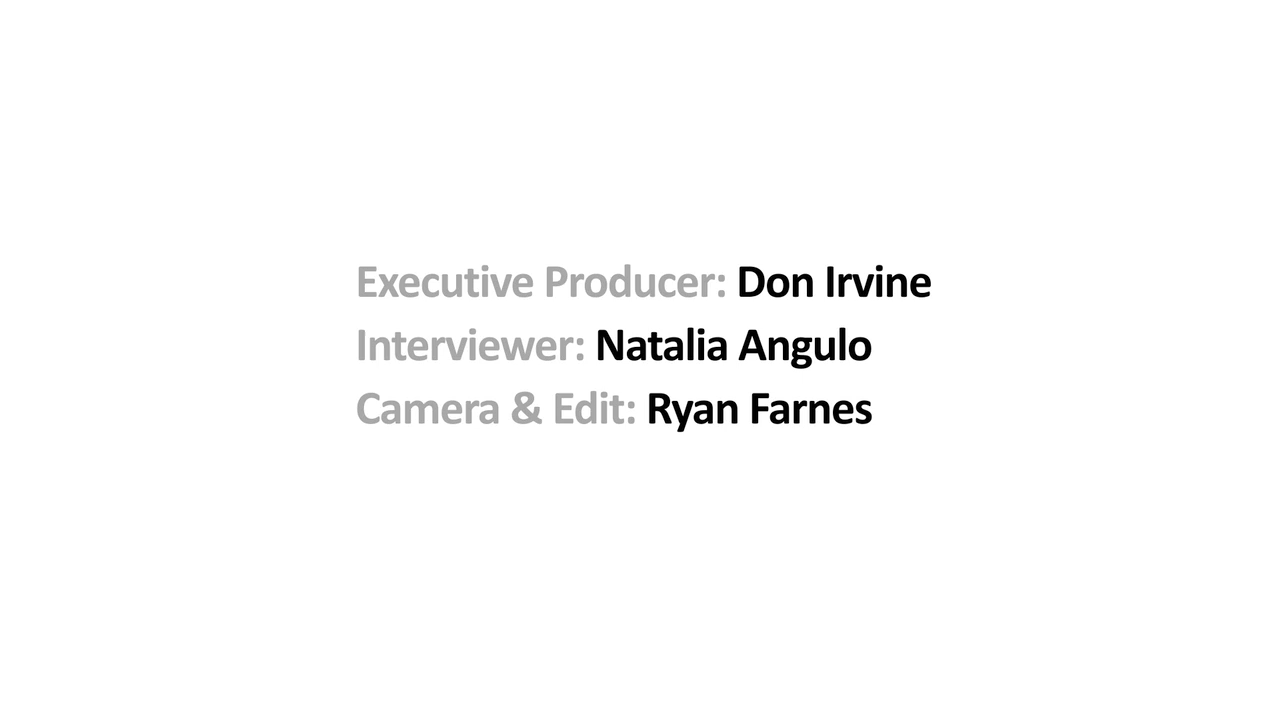 Executive Producer: Don Irvine
Interviewer: Natalia Angulo
Camera & Edit: Ryan Farnes